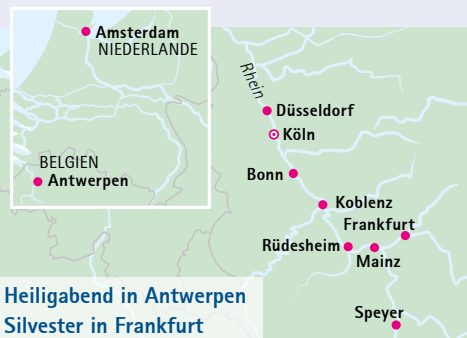 Amsterdam
NIEDERLANDE
BELGIEN
Antwerpen
Rhein
Düsseldorf
Köln
Bonn
Koblenz
Frankfurt
Rüdesheim
Mainz
Speyer
Heiligabend in Antwerpen
Silvester in Frankfurt